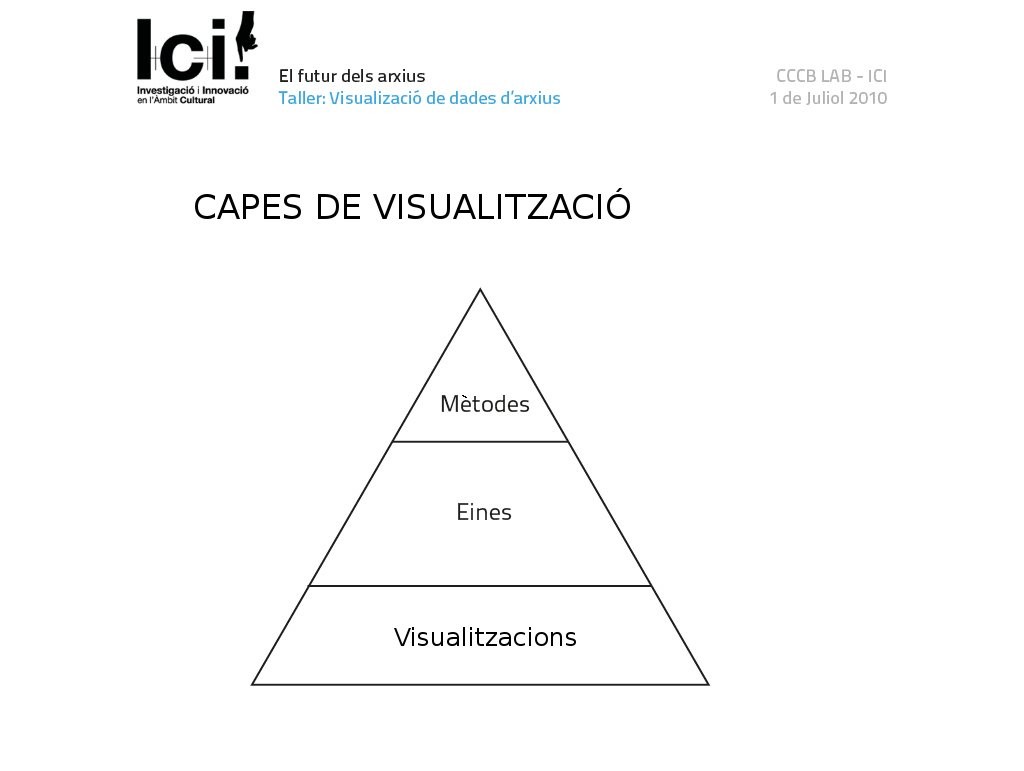 Ici!
Investigació i Innovació
en l'Àmbit Cultural
El futur dels arxius
Taller: Visualizació de dades d'arxius
CCCB LAB - ICI
1 de Juliol 2010
CAPES DE VISUALITZACIÓ
Mètodes
Eines
Visualitzacions